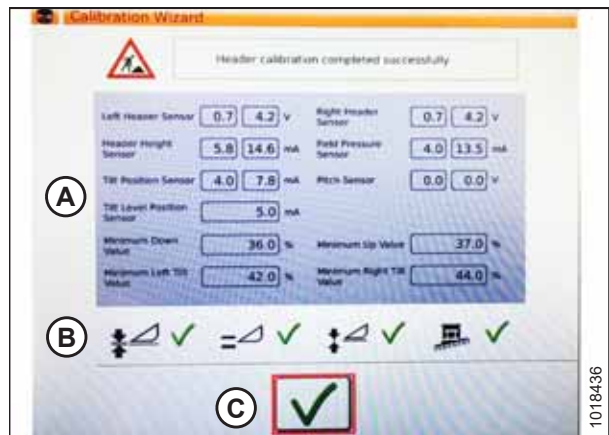 Calibration Wizard
Header calibration completed successfully
Left Header Sensor 0.7 4.2 v Right Header Sensor 0.7 4.2 v
Header Height Sensor 5.8 14.6 mA Field Pressure Sensor 4.0 13.5 mA
A
Tilt Position Sensor 4.0 7.8 mA Pitch Sensor 0.0 0.0 v
Tilt Level Position Sensor 5.0 mA
Minimum Down Value 36.0 % Minimum Up Value 37.0 %
Minimum Left Tilt Value 42.0 % Minimum Right Tilt Value 44.0 %
B
C
1018436